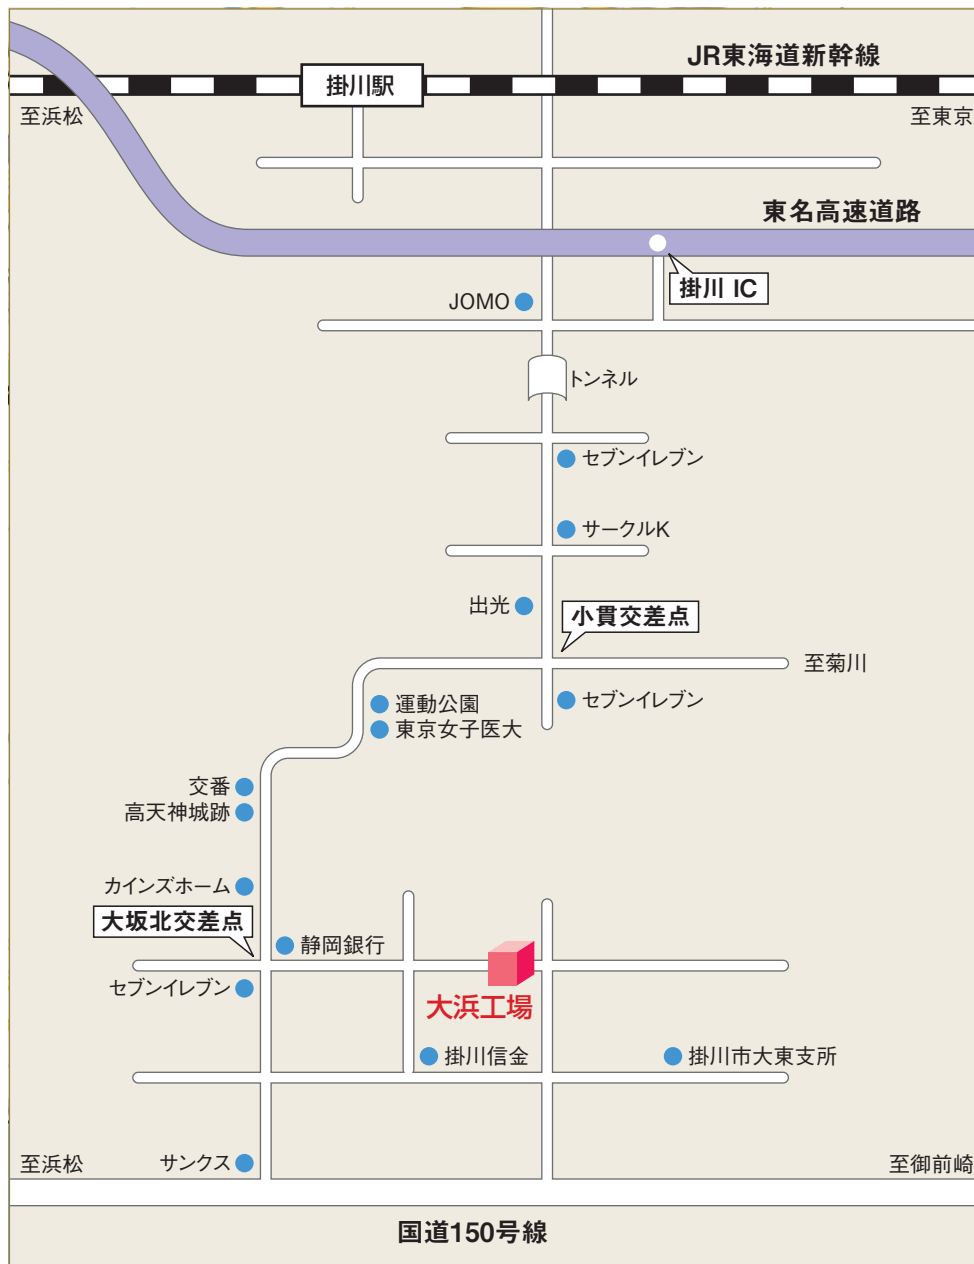 JR東海道新幹線
掛川駅
至浜松
至東京
東名高速道路
掛川 IC
JOMO
トンネル
セブンイレブン
サークルK
出光
小貫交差点
至菊川
セブンイレブン
運動公園
東京女子医大
交番
高天神城跡
カインズホーム
大坂北交差点
静岡銀行
セブンイレブン
大浜工場
掛川信金
掛川市大東支所
至浜松
サンクス
至御前崎
国道150号線